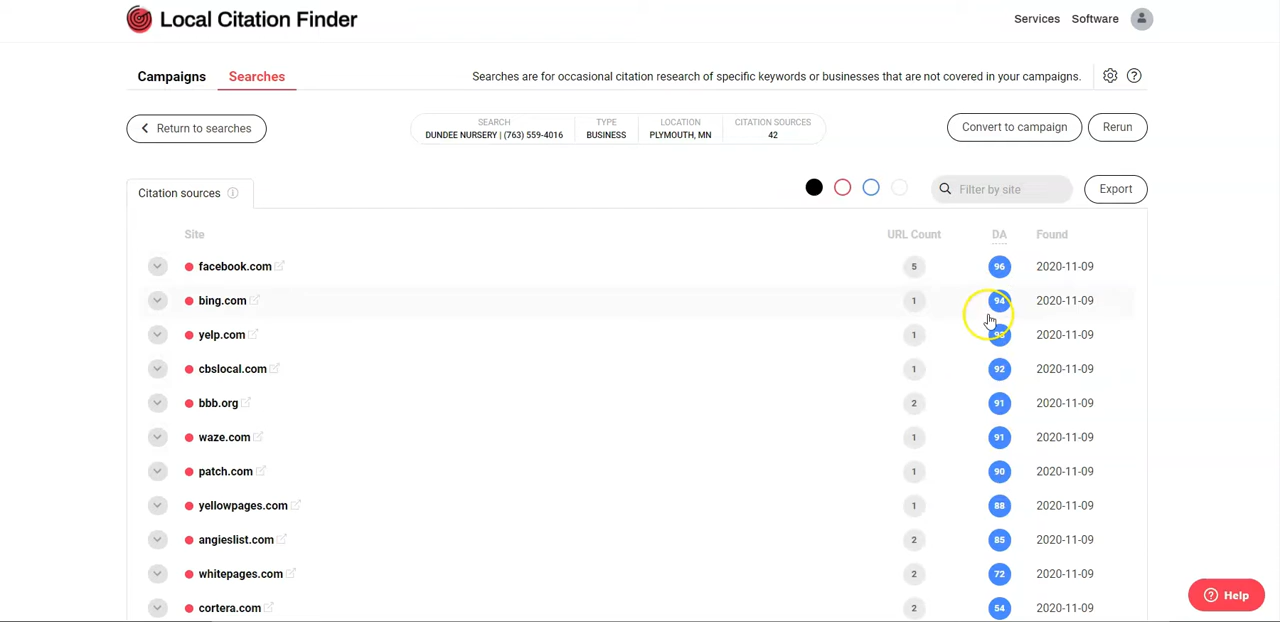 Local Citation Finder
Services Software
Campaigns Searches
Searches are for occasional citation research of specific keywords or businesses that are not covered in your campaigns.
Return to searches
SEARCH TYPE LOCATION CITATION SOURCES
DUNDEE NURSERY | (763) 559-4016 BUSINESS PLYMOUTH, MN 42
Convert to campaign Rerun
Citation sources
Filter by site Export
Site URL Count DA Found
facebook.com 5 96 2020-11-09
bing.com 1 94 2020-11-09
yelp.com 1 93 2020-11-09
cbslocal.com 1 92 2020-11-09
bbb.org 2 91 2020-11-09
waze.com 1 91 2020-11-09
patch.com 1 90 2020-11-09
yellowpages.com 1 88 2020-11-09
angieslist.com 2 85 2020-11-09
whitepages.com 2 72 2020-11-09
cortera.com 2 54 2020-11-09
Help